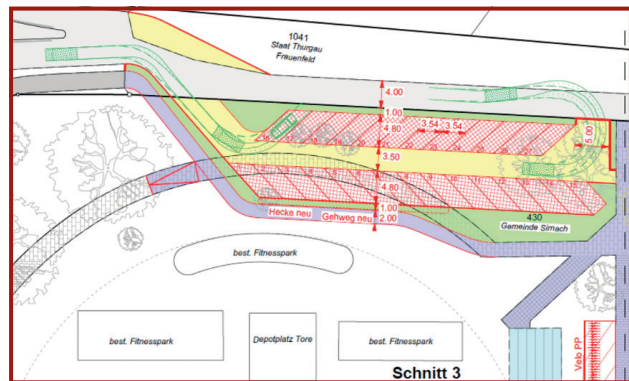 1041
Staat Thurgau
Frauenfeld
4.00
1.00
4.80
3.54
3.54
5.00
3.50
4.80
1.00
2.00
Hecke neu
Gehweg neu
430
Gemeinde Sirnach
best. Fitnesspark
best. Fitnesspark
Depotplatz Tore
best. Fitnesspark
Velo PP
Schnitt 3